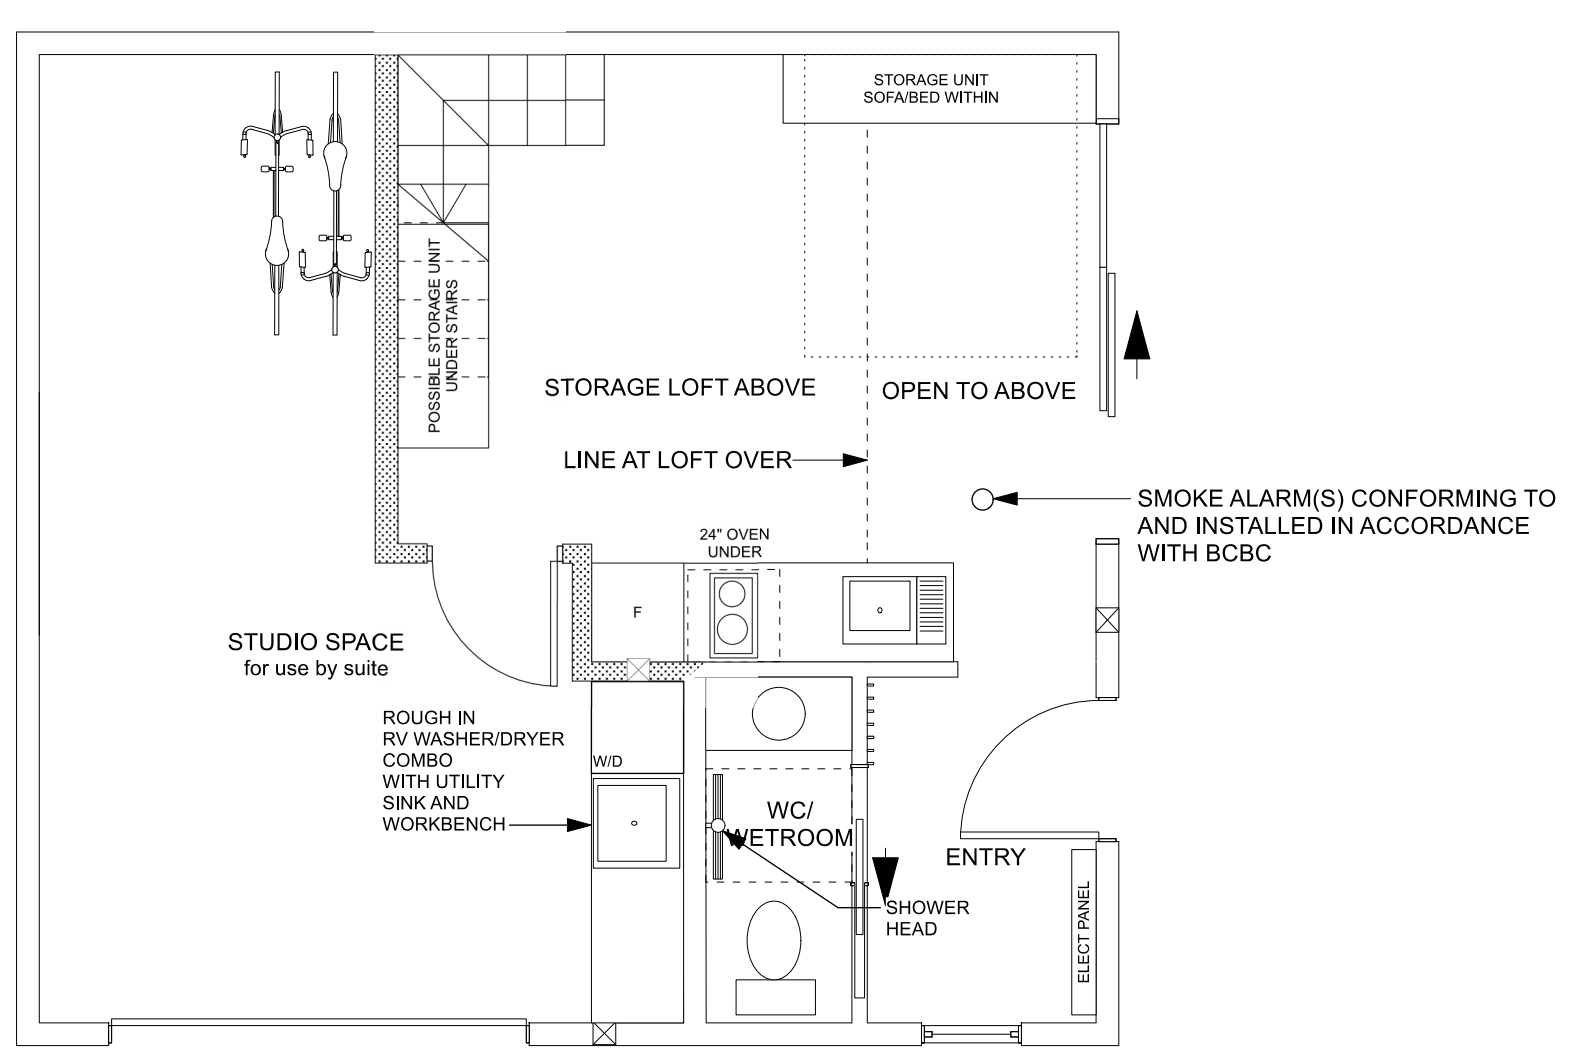 STORAGE UNIT
SOFA/BED WITHIN
POSSIBLE STORAGE UNIT
UNDER STAIRS
STORAGE LOFT ABOVE
OPEN TO ABOVE
LINE AT LOFT OVER
SMOKE ALARM(S) CONFORMING TO
AND INSTALLED IN ACCORDANCE
WITH BCBC
24" OVEN
UNDER
F
STUDIO SPACE
for use by suite
ROUGH IN
RV WASHER/DRYER
COMBO
WITH UTILITY
SINK AND
WORKBENCH
W/D
WC/
WETROOM
ENTRY
SHOWER
HEAD
ELECT PANEL